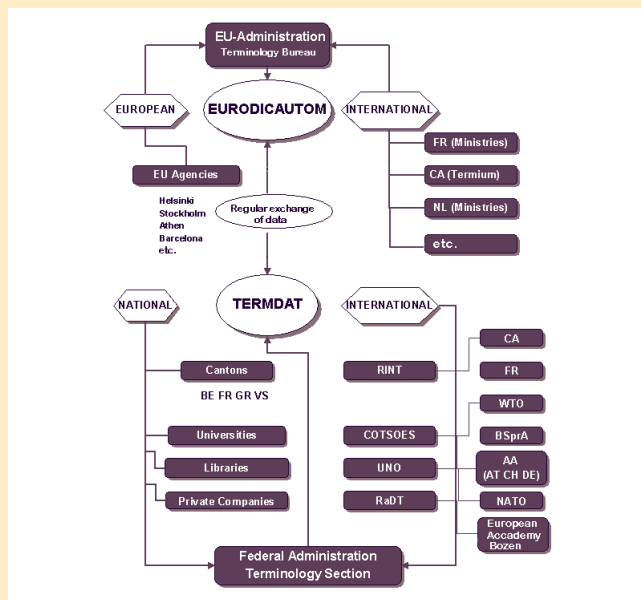 EU-Administration
Terminology Bureau
EUROPEAN
EURODICAUTOM
INTERNATIONAL
FR (Ministries)
EU Agencies
CA (Termium)
Helsinki
Stockholm
Athen
Barcelona
etc.
Regular exchange
of data
NL (Ministries)
etc.
NATIONAL
TERMDAT
INTERNATIONAL
CA
Cantons
RINT
FR
BE FR GR VS
WTO
Universities
COTSOES
BSprA
Libraries
UNO
AA
(AT CH DE)
Private Companies
RaDT
NATO
European
Accademy
Bozen
Federal Administration
Terminology Section